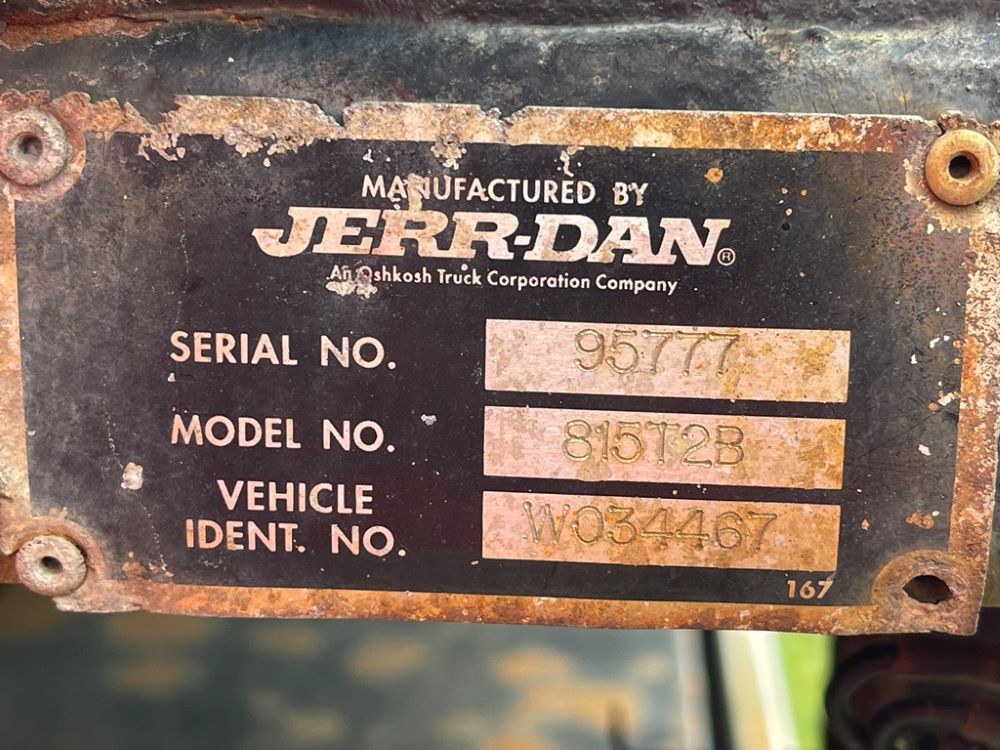 MANUFACTURED BY
JERR-DAN®
An Oshkosh Truck Corporation Company
SERIAL NO. 95777
MODEL NO. 815T2B
VEHICLE
IDENT. NO. W034467
167